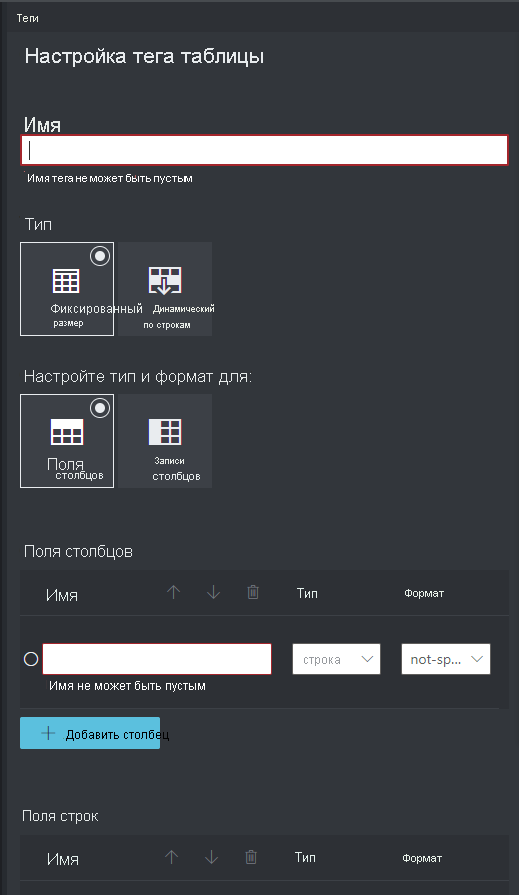 Теги
Настройка тега таблицы
Имя
Имя тега не может быть пустым
Тип
Фиксированный
размер
Динамический
по строкам
Настройте тип и формат для:
Поля
столбцов
Записи
столбцов
Поля столбцов
Имя Тип Формат
строка not-sp...
Имя не может быть пустым
Добавить столбец
Поля строк
Имя Тип Формат